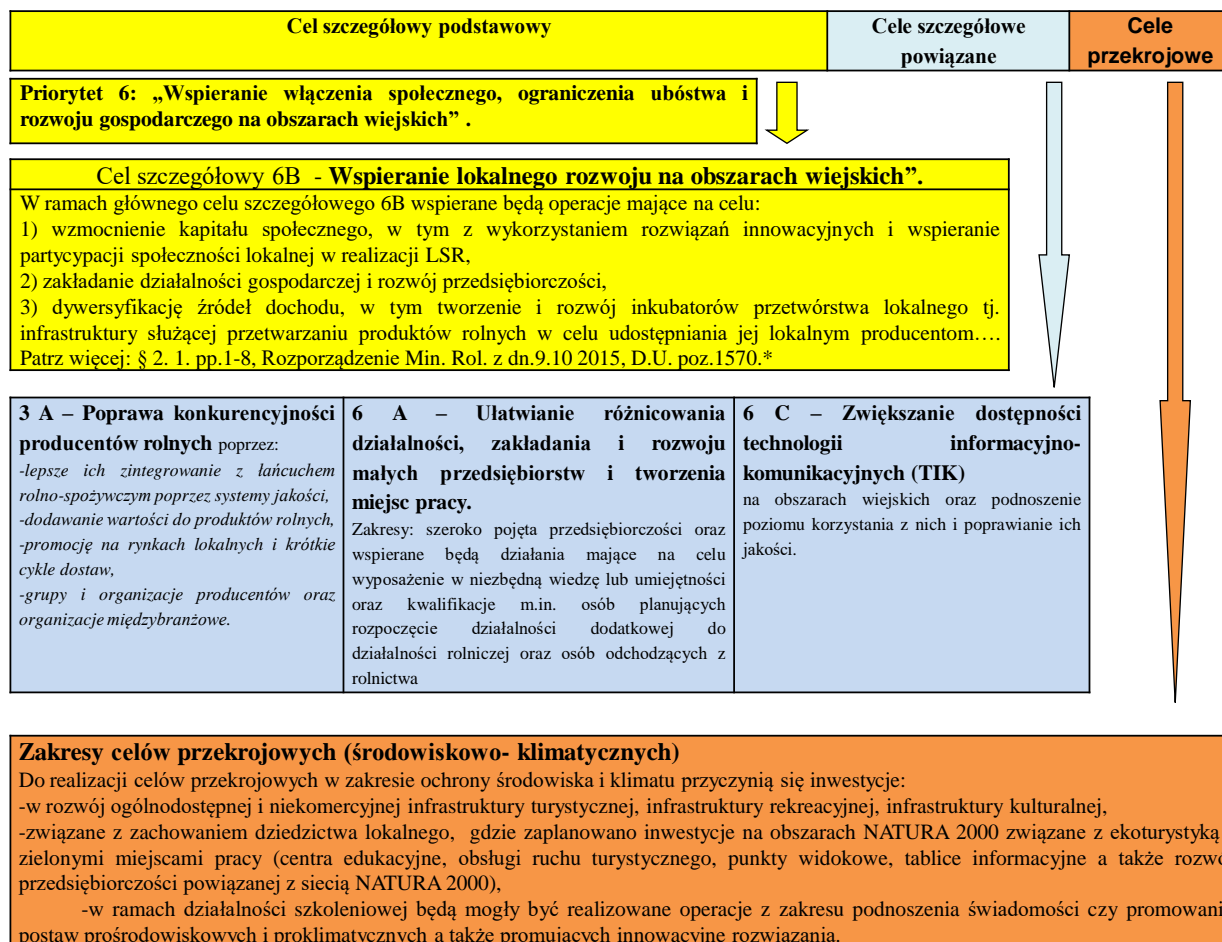 Cel szczegółowy podstawowy
Cele szczegółowe
powiązane
Cele
przekrojowe
Priorytet 6: „Wspieranie włączenia społecznego, ograniczenia ubóstwa i
rozwoju gospodarczego na obszarach wiejskich” .
Cel szczegółowy 6B - Wspieranie lokalnego rozwoju na obszarach wiejskich”.
W ramach głównego celu szczegółowego 6B wspierane będą operacje mające na celu:
1) wzmocnienie kapitału społecznego, w tym z wykorzystaniem rozwiązań innowacyjnych i wspieranie
partycypacji społeczności lokalnej w realizacji LSR,
2) zakładanie działalności gospodarczej i rozwój przedsiębiorczości,
3) dywersyfikację źródeł dochodu, w tym tworzenie i rozwój inkubatorów przetwórstwa lokalnego tj.
infrastruktury służącej przetwarzaniu produktów rolnych w celu udostępniania jej lokalnym producentom….
Patrz więcej: § 2. 1. pp.1-8, Rozporządzenie Min. Rol. z dn.9.10 2015, D.U. poz.1570.*
3 A – Poprawa konkurencyjności
producentów rolnych poprzez:
-lepsze ich zintegrowanie z łańcuchem
rolno-spożywczym poprzez systemy jakości,
-dodawanie wartości do produktów rolnych,
-promocję na rynkach lokalnych i krótkie
cykle dostaw,
-grupy i organizacje producentów oraz
organizacje międzybranżowe.
6 A – Ułatwianie różnicowania
działalności, zakładania i rozwoju
małych przedsiębiorstw i tworzenia
miejsc pracy.
Zakresy: szeroko pojęta przedsiębiorczości oraz
wspierane będą działania mające na celu
wyposażenie w niezbędną wiedzę lub umiejętności
oraz kwalifikacje m.in. osób planujących
rozpoczęcie działalności dodatkowej do
działalności rolniczej oraz osób odchodzących z
rolnictwa
6 C – Zwiększanie dostępności
technologii informacyjno-
komunikacyjnych (TIK)
na obszarach wiejskich oraz podnoszenie
poziomu korzystania z nich i poprawianie ich
jakości.
Zakresy celów przekrojowych (środowiskowo- klimatycznych)
Do realizacji celów przekrojowych w zakresie ochrony środowiska i klimatu przyczynią się inwestycje:
-w rozwój ogólnodostępnej i niekomercyjnej infrastruktury turystycznej, infrastruktury rekreacyjnej, infrastruktury kulturalnej,
-związane z zachowaniem dziedzictwa lokalnego, gdzie zaplanowano inwestycje na obszarach NATURA 2000 związane z ekoturystyką
zielonymi miejscami pracy (centra edukacyjne, obsługi ruchu turystycznego, punkty widokowe, tablice informacyjne a także rozwó
przedsiębiorczości powiązanej z siecią NATURA 2000),
-w ramach działalności szkoleniowej będą mogły być realizowane operacje z zakresu podnoszenia świadomości czy promowani
postaw prośrodowiskowych i proklimatycznych a także promujących innowacyjne rozwiązania.